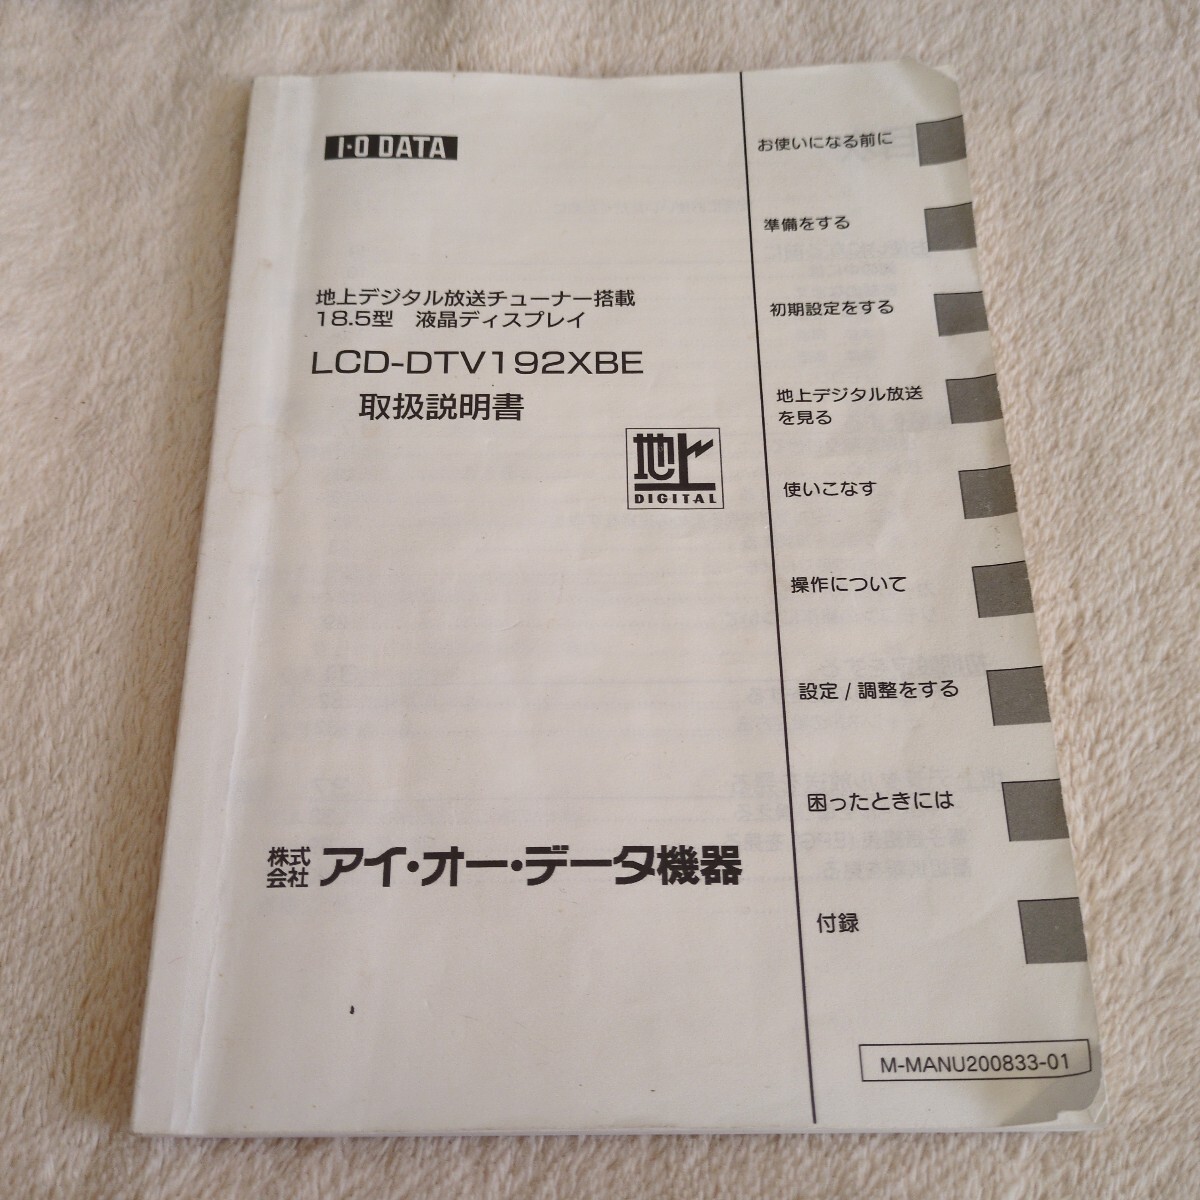 I·O DATA
地上デジタル放送チューナー搭載
18.5型 液晶ディスプレイ
LCD-DTV192XBE
取扱説明書
地上
DIGITAL
株式会社 アイ・オー・データ機器
お使いになる前に
準備をする
初期設定をする
地上デジタル放送
を見る
使いこなす
操作について
設定 / 調整をする
困ったときには
付録
M-MANU200833-01